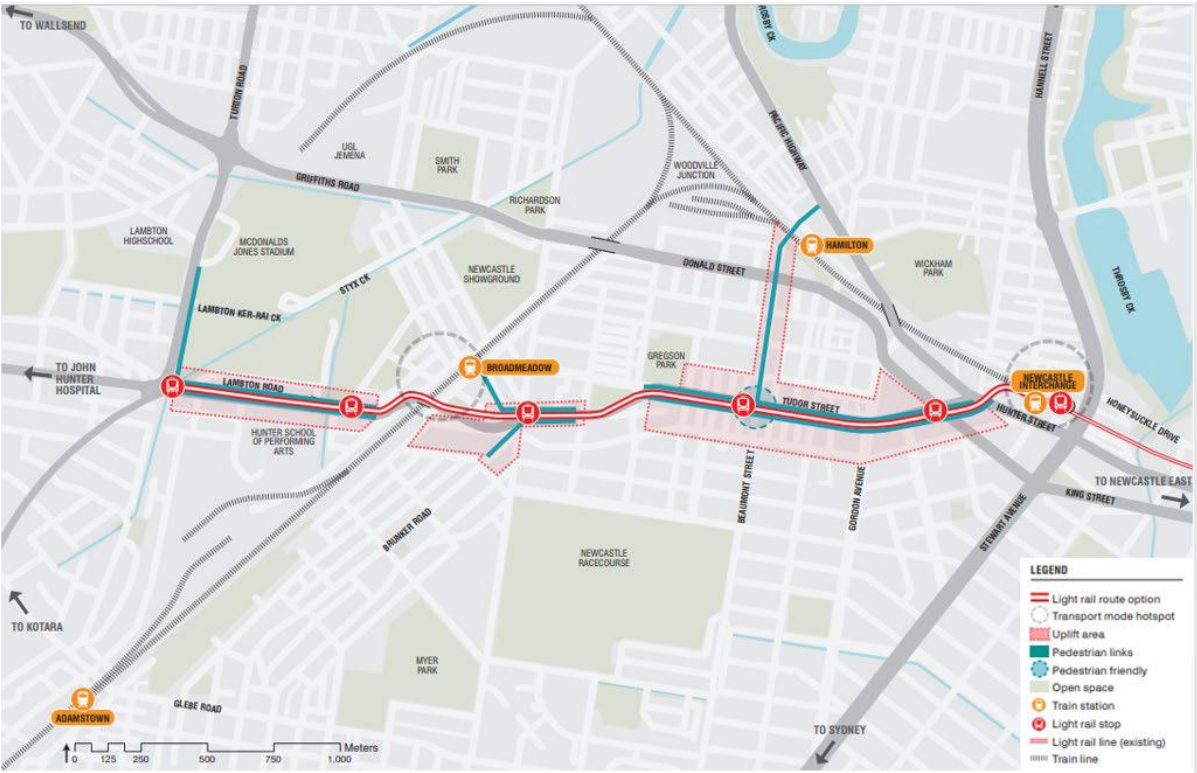 TO WALLSEND
TURTON ROAD
THROSBY CK
HANNELL STREET
UGL
JEMENA
SMITH
PARK
WOODVILLE
JUNCTION
PACIFIC HIGHWAY
GRIFFITHS ROAD
RICHARDSON
PARK
LAMBTON
HIGHSCHOOL
MCDONALDS
JONES STADIUM
HAMILTON
NEWCASTLE
SHOWGROUND
DONALD STREET
WICKHAM
PARK
STYX CK
THROSBY CK
LAMBTON KER-RAI CK
TO JOHN
HUNTER
HOSPITAL
GREGSON
PARK
BROADMEADOW
LAMBTON ROAD
NEWCASTLE
INTERCHANGE
TUDOR STREET
HUNTER STREET
HONEYSUCKLE DRIVE
HUNTER SCHOOL
OF PERFORMING
ARTS
BEAUMONT STREET
GORDON AVENUE
TO NEWCASTLE EAST
KING STREET
BRUNKER ROAD
STEWART AVENUE
NEWCASTLE
RACECOURSE
TO KOTARA
MYER
PARK
ADAMSTOWN
GLEBE ROAD
TO SYDNEY
0 125 250 500 750 1,000 Meters
LEGEND
Light rail route option
Transport mode hotspot
Uplift area
Pedestrian links
Pedestrian friendly
Open space
Train station
Light rail stop
Light rail line (existing)
Train line